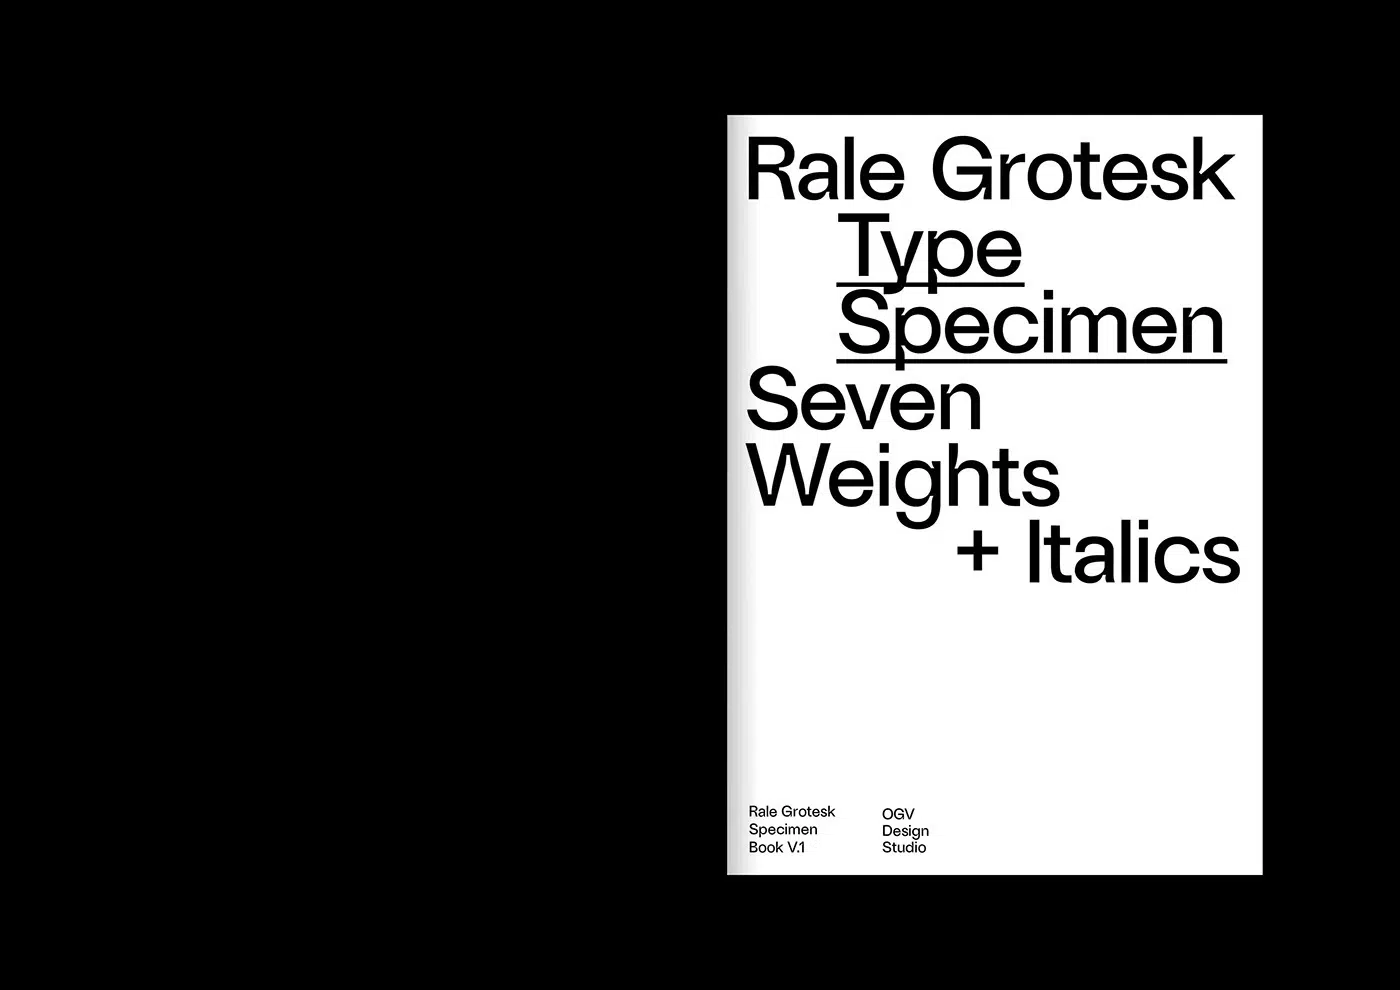 Rale Grotesk
Type
Specimen
Seven
Weights
+ Italics
Rale Grotesk
Specimen
Book V.1
OGV
Design
Studio